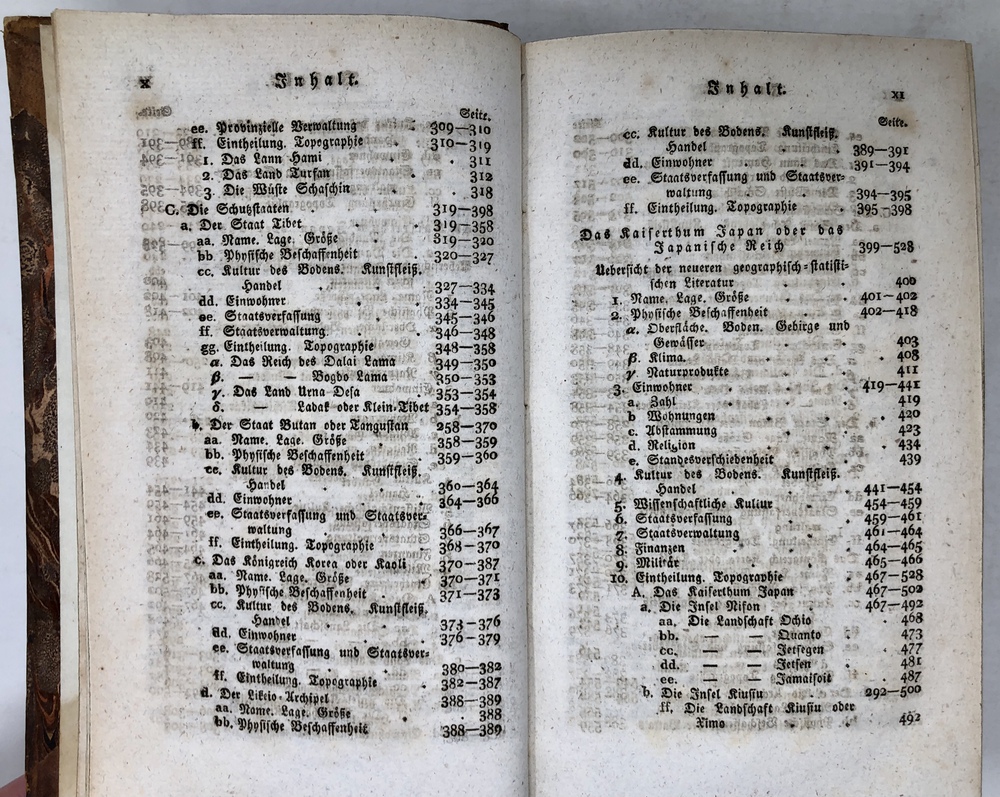 x
Inhalt.
Seite.
ee. Provinzielle Verwaltung . 309—310
ff. Eintheilung. Topographie . 310—319
1. Das Lann Hami . . 311
2. Das Land Turfan . . 312
3. Die Wüste Schaschin . . 318
C. Die Schutzstaaten . . . 319—398
a. Der Staat Tibet . . . 319—358
aa. Name. Lage. Größe . . 319—320
bb Physische Beschaffenheit . 320—327
cc. Kultur des Bodens. Kunstfleiß.
Handel . . . 327—334
dd. Einwohner . . . 334—345
ee. Staatsverfassung . . 345—346
ff. Staatsverwaltung . . 346—348
gg. Eintheilung. Topographie . 348—358
α. Das Reich des Dalai Lama 349—350
β. — — Bogdo Lama 350—353
γ. Das Land Urna-Desa . 353—354
δ. — Ladak oder Klein-Tibet 354—358
b. Der Staat Butan oder Tangustan 258—370
aa. Name. Lage. Größe . . 358—359
bb. Physische Beschaffenheit . 359—360
cc. Kultur des Bodens. Kunstfleiß.
Handel . . . 360—364
dd. Einwohner . . . 364—366
ee. Staatsverfassung und Staatsver-
waltung . . . 366—367
ff. Eintheilung. Topographie . 368—370
c. Das Königreich Korea oder Kaoli 370—387
aa. Name. Lage. Größe . . 370—371
bb. Physische Beschaffenheit . 371—373
cc. Kultur des Bodens. Kunstfleiß.
Handel . . . 373—376
dd. Einwohner . . . 376—379
ee. Staatsverfassung und Staatsver-
waltung . . . 380—382
ff. Eintheilung. Topographie . 382—387
d. Der Likeio-Archipel . . 388—389
aa. Name. Lage. Größe . . 388
bb. Physische Beschaffenheit . 388—389
Inhalt.
XI
Seite.
cc. Kultur des Bodens. Kunstfleiß.
Handel . . . 389—391
dd. Einwohner . . . 391—394
ee. Staatsverfassung und Staatsver-
waltung . . . 394—395
ff. Eintheilung. Topographie . 395—398
Das Kaiserthum Japan oder das
Japanische Reich . . 399—528
Uebersicht der neueren geographisch-statisti-
schen Literatur . . . 400
1. Name. Lage. Größe . . 401—402
2. Physische Beschaffenheit . . 402—418
α. Oberfläche. Boden. Gebirge und
Gewässer . . . 403
β. Klima. . . . 408
γ. Naturprodukte . . . 411
3. Einwohner . . . 419—441
a. Zahl . . . 419
b Wohnungen . . . 420
c. Abstammung . . . 423
d. Religion . . . 434
e. Standesverschiedenheit . . 439
4. Kultur des Bodens. Kunstfleiß.
Handel . . . 441—454
5. Wissenschaftliche Kultur . . 454—459
6. Staatsverfassung . . . 459—461
7. Staatsverwaltung . . . 461—464
8. Finanzen . . . 464—465
9. Militär . . . 465—466
10. Eintheilung. Topographie . . 467—528
A. Das Kaiserthum Japan . 467—502
a. Die Insel Nifon . . 467—492
aa. Die Landschaft Ochio . 468
bb. — — Quanto . 473
cc. — — Jetsegen 477
dd. — — Jetsen . 481
ee. — — Jamaisoit 487
b. Die Insel Kiusiu . . 292—500
ff. Die Landschaft Kiusiu oder
Ximo . . . 492